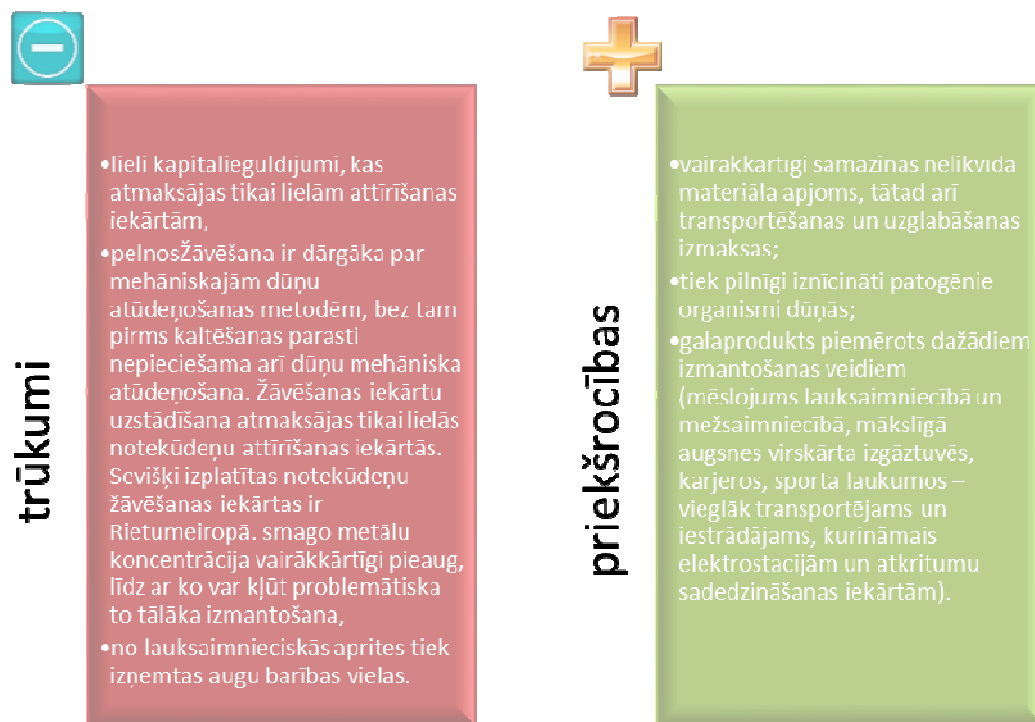 trūkumi
•lieli kapitalieguldījumi, kas
atmaksājas tikai lielām attīrīšanas
iekārtām,
•pelnosŽāvēšana ir dārgāka par
mehāniskajām dūņu
atūdeņošanas metodēm, bez tam
pirms kaltēšanas parasti
nepieciešama arī dūņu mehāniska
atūdeņošana. Žāvēšanas iekārtu
uzstādīšana atmaksājas tikai lielās
notekūdeņu attīrīšanas iekārtās.
Sevišķi izplatītas notekūdeņu
žāvēšanas iekārtas ir
Rietumeiropā. smago metālu
koncentrācija vairākkārtīgi pieaug,
līdz ar ko var kļūt problemātiska
to tālāka izmantošana,
•no lauksaimnieciskās aprites tiek
izņemtas augu barības vielas.
priekšrocības
•vairākkārtīgi samazinās nelikvīda
materiāla apjoms, tātad arī
transportēšanas un uzglabāšanas
izmaksas;
•tiek pilnīgi iznīcināti patogēnie
organismi dūņās;
•galaprodukts piemērots dažādiem
izmantošanas veidiem
(mēslojums lauksaimniecībā un
mežsaimniecībā, mākslīgā
augsnes virskārta izgāztuvēs,
karjeros, sporta laukumos –
vieglāk transportējams un
iestrādājams, kurināmais
elektrostacijām un atkritumu
sadedzināšanas iekārtām).